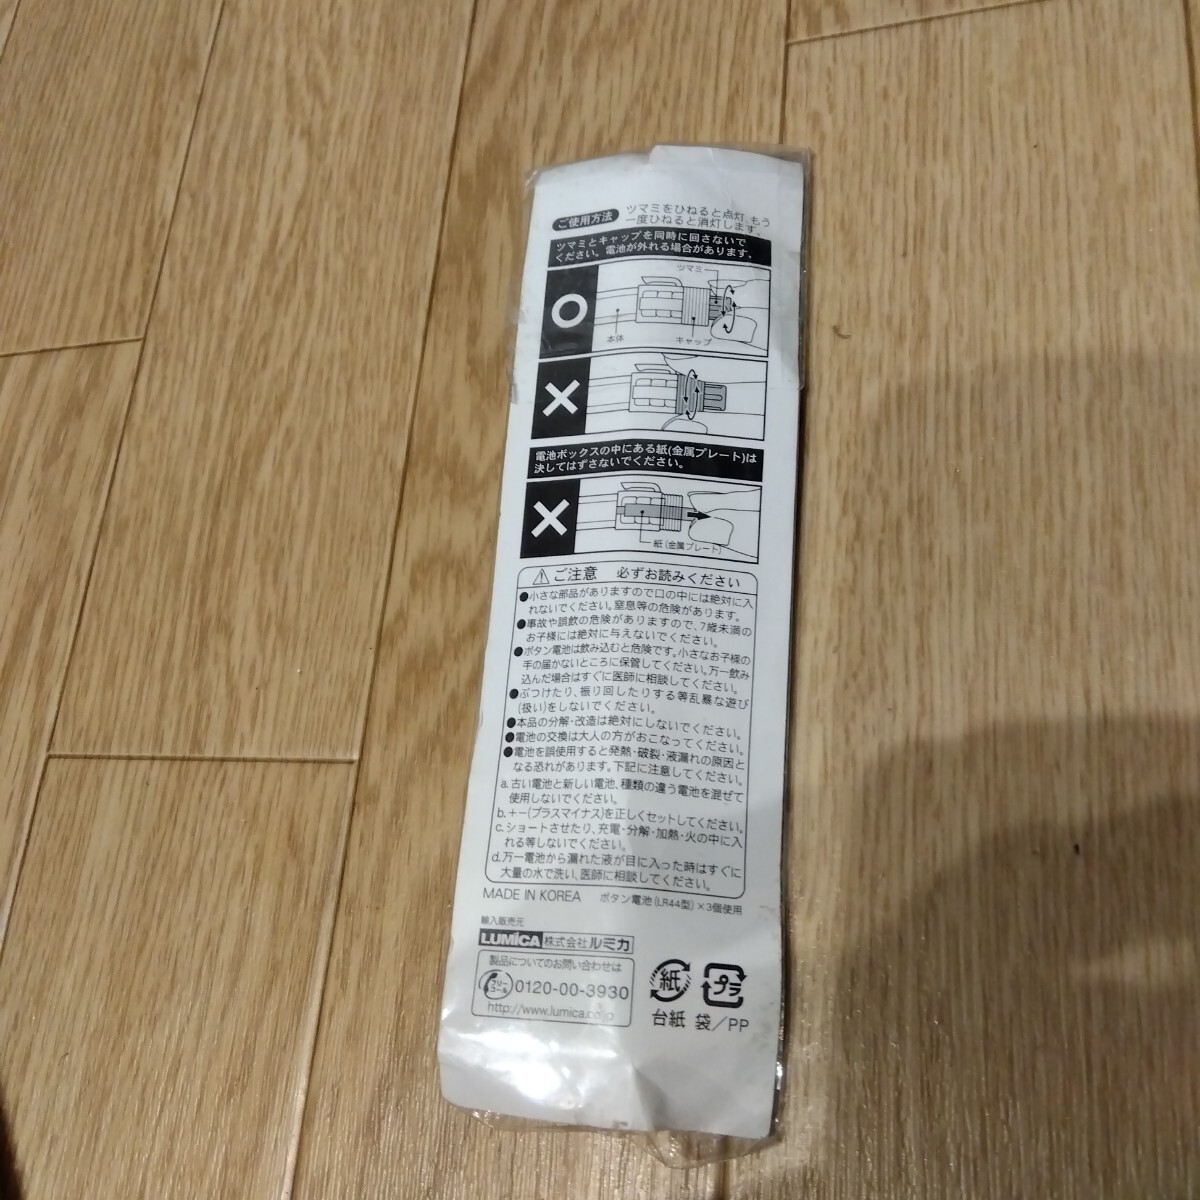 ご使用方法
ツマミをひねると点灯、もう
一度ひねると消灯します。
ツマミとキャップを同時に回さないで
ください。電池が外れる場合があります。
ツマミ
本体
キャップ
電池ボックスの中にある紙(金属プレート)は
決してはずさないでください。
紙(金属プレート)
ご注意 必ずお読みください
●小さな部品がありますので口の中には絶対に入
れないでください。窒息等の危険があります。
●事故や誤飲の危険がありますので、7歳未満の
お子様には絶対に与えないでください。
●ボタン電池は飲み込むと危険です。小さなお子様の
手の届かないところに保管してください。万一飲み
込んだ場合はすぐに医師に相談してください。
●ぶつけたり、振り回したりする等乱暴な遊び
(扱い)をしないでください。
●本品の分解・改造は絶対にしないでください。
●電池の交換は大人の方がおこなってください。
●電池を誤使用すると発熱・破裂・液漏れの原因と
なる恐れがあります。下記に注意してください。
a.古い電池と新しい電池、種類の違う電池を混ぜて
使用しないでください。
b.+-(プラスマイナス)を正しくセットしてください。
c.ショートさせたり、充電・分解・加熱・火の中に入
れる等しないでください。
d.万一電池から漏れた液が目に入った時はすぐに
大量の水で洗い、医師に相談してください。
MADE IN KOREA ボタン電池(LR44型)×3個使用
輸入販売元
LUMICA 株式会社ルミカ
製品についてのお問い合わせは
フリーコール 0120-00-3930
http://www.lumica.co.jp
紙 プラ
台紙 袋/PP